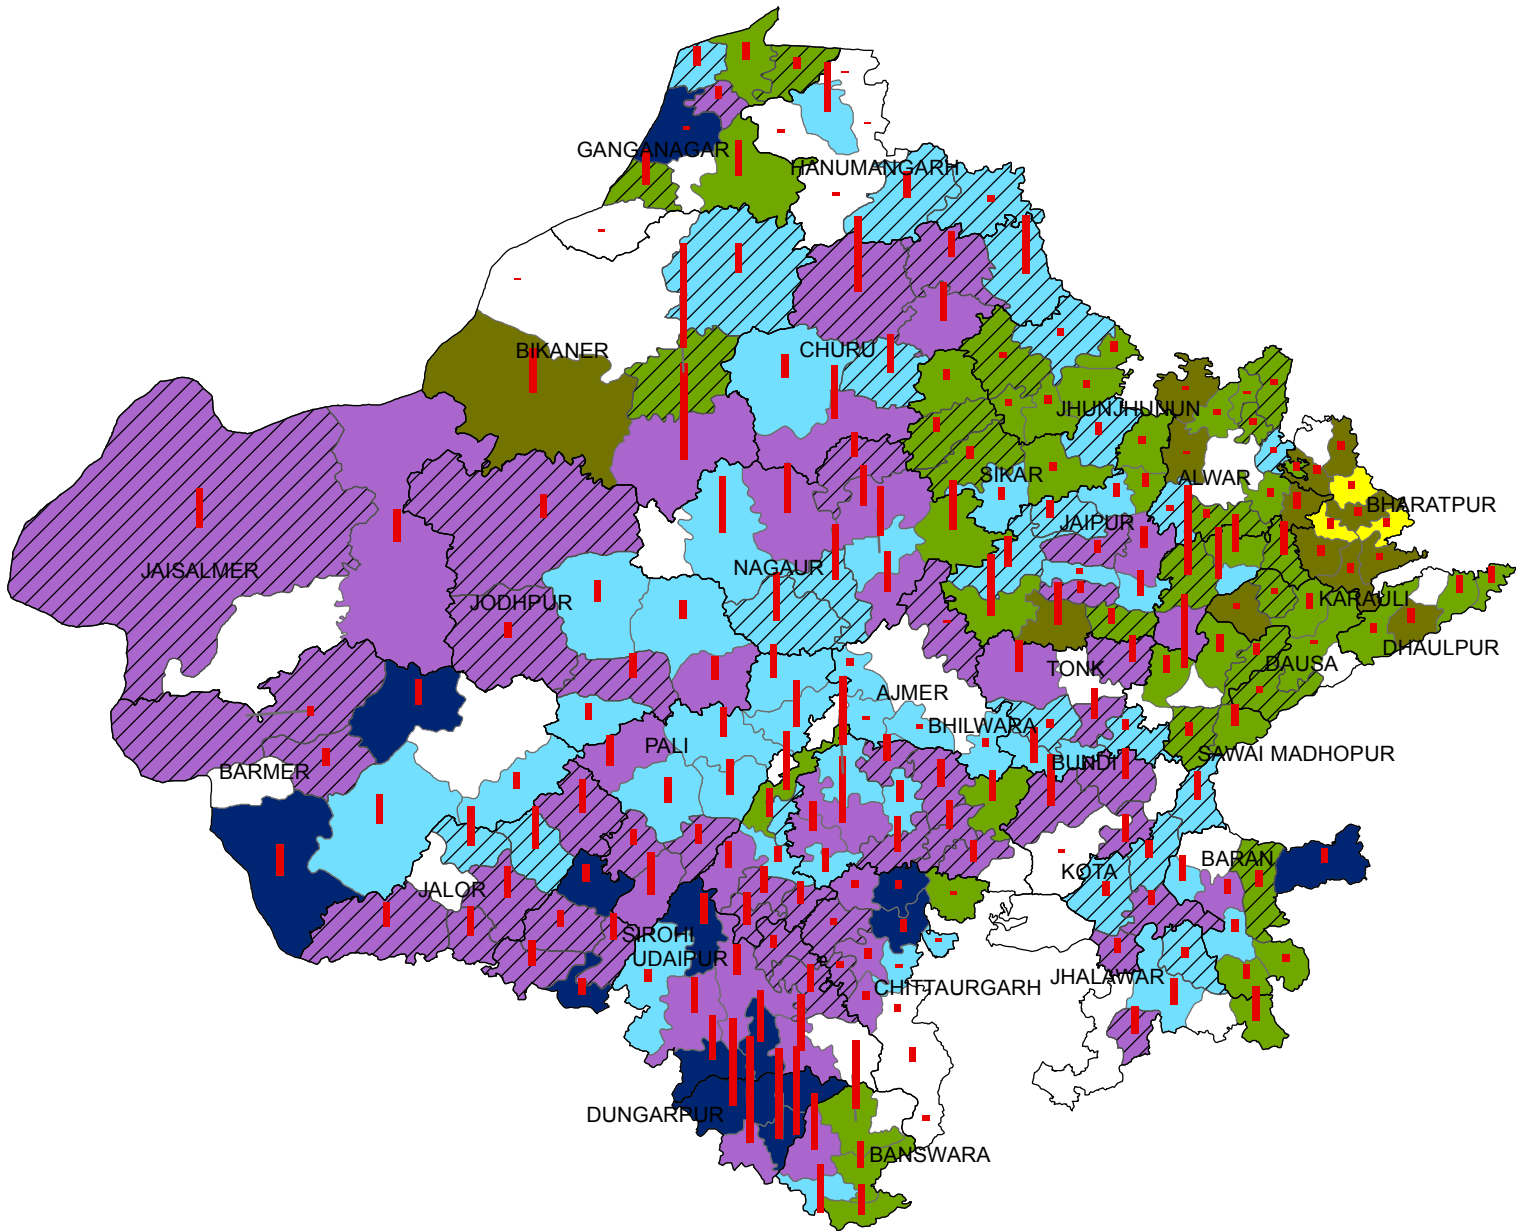 GANGANAGAR
HANUMANGARH
BIKANER
CHURU
JHUNJHUNUN
SIKAR
ALWAR
BHARATPUR
JAIPUR
JAISALMER
NAGAUR
JODHPUR
KARAULI
DHAULPUR
DAUSA
TONK
AJMER
BHILWARA
PALI
BUNDI
SAWAI MADHOPUR
BARMER
KOTA
BARAN
JALOR
SIROHI
UDAIPUR
JHALAWAR
CHITTAURGARH
DUNGARPUR
BANSWARA